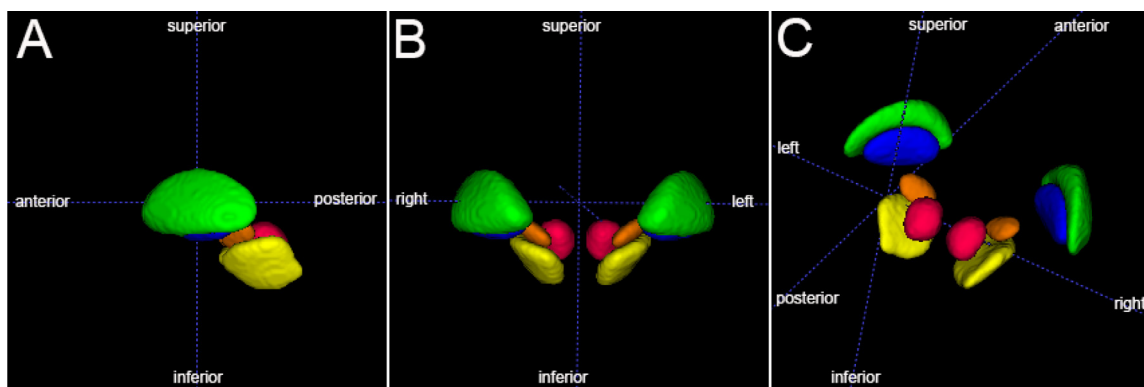 A
superior
anterior
posterior
inferior
B
superior
right
left
inferior
C
superior
anterior
left
posterior
right
inferior